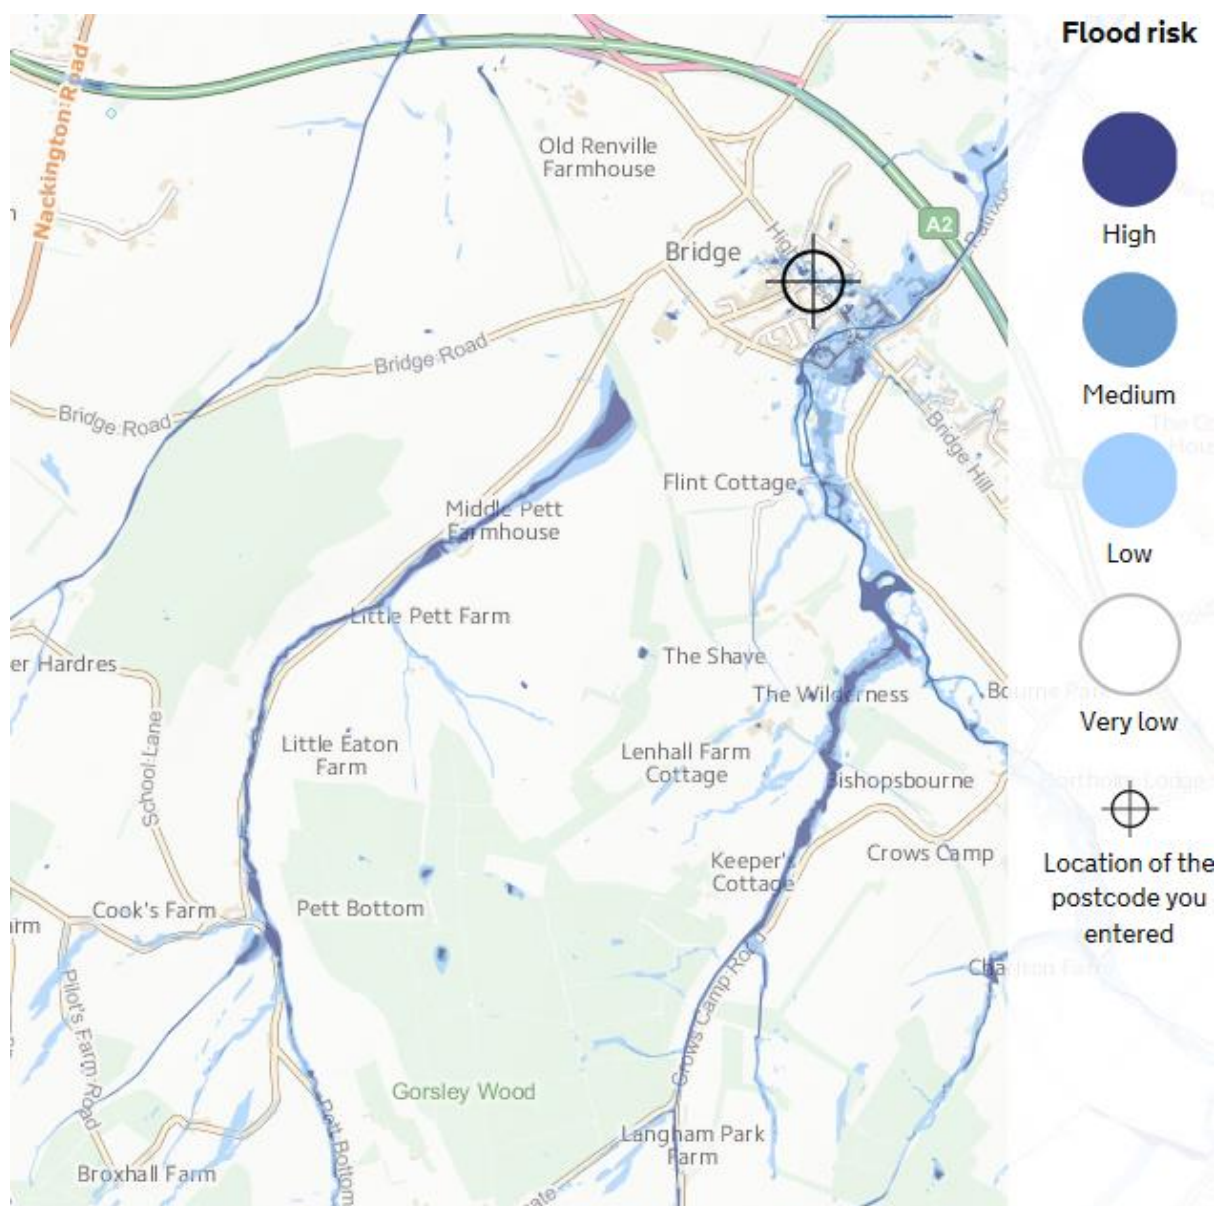 Flood risk
High
Medium
Low
Very low
Location of the
postcode you
entered
Nackington Road
Old Renville
Farmhouse
A2
Bridge
Bridge Road
Bridge Road
Bridge Hill
Flint Cottage
Middle Pett
Farmhouse
Little Pett Farm
er Hardres
The Shave
The Wilderness
School Lane
Little Eaton
Farm
Lenhall Farm
Cottage
Bishopsbourne
Crows Camp
Keeper's
Cottage
Cook's Farm
Pett Bottom
arm
Pilot's Farm Road
Crows Camp Road
Gorsley Wood
Langham Park
Farm
Pett Bottom
Broxhall Farm